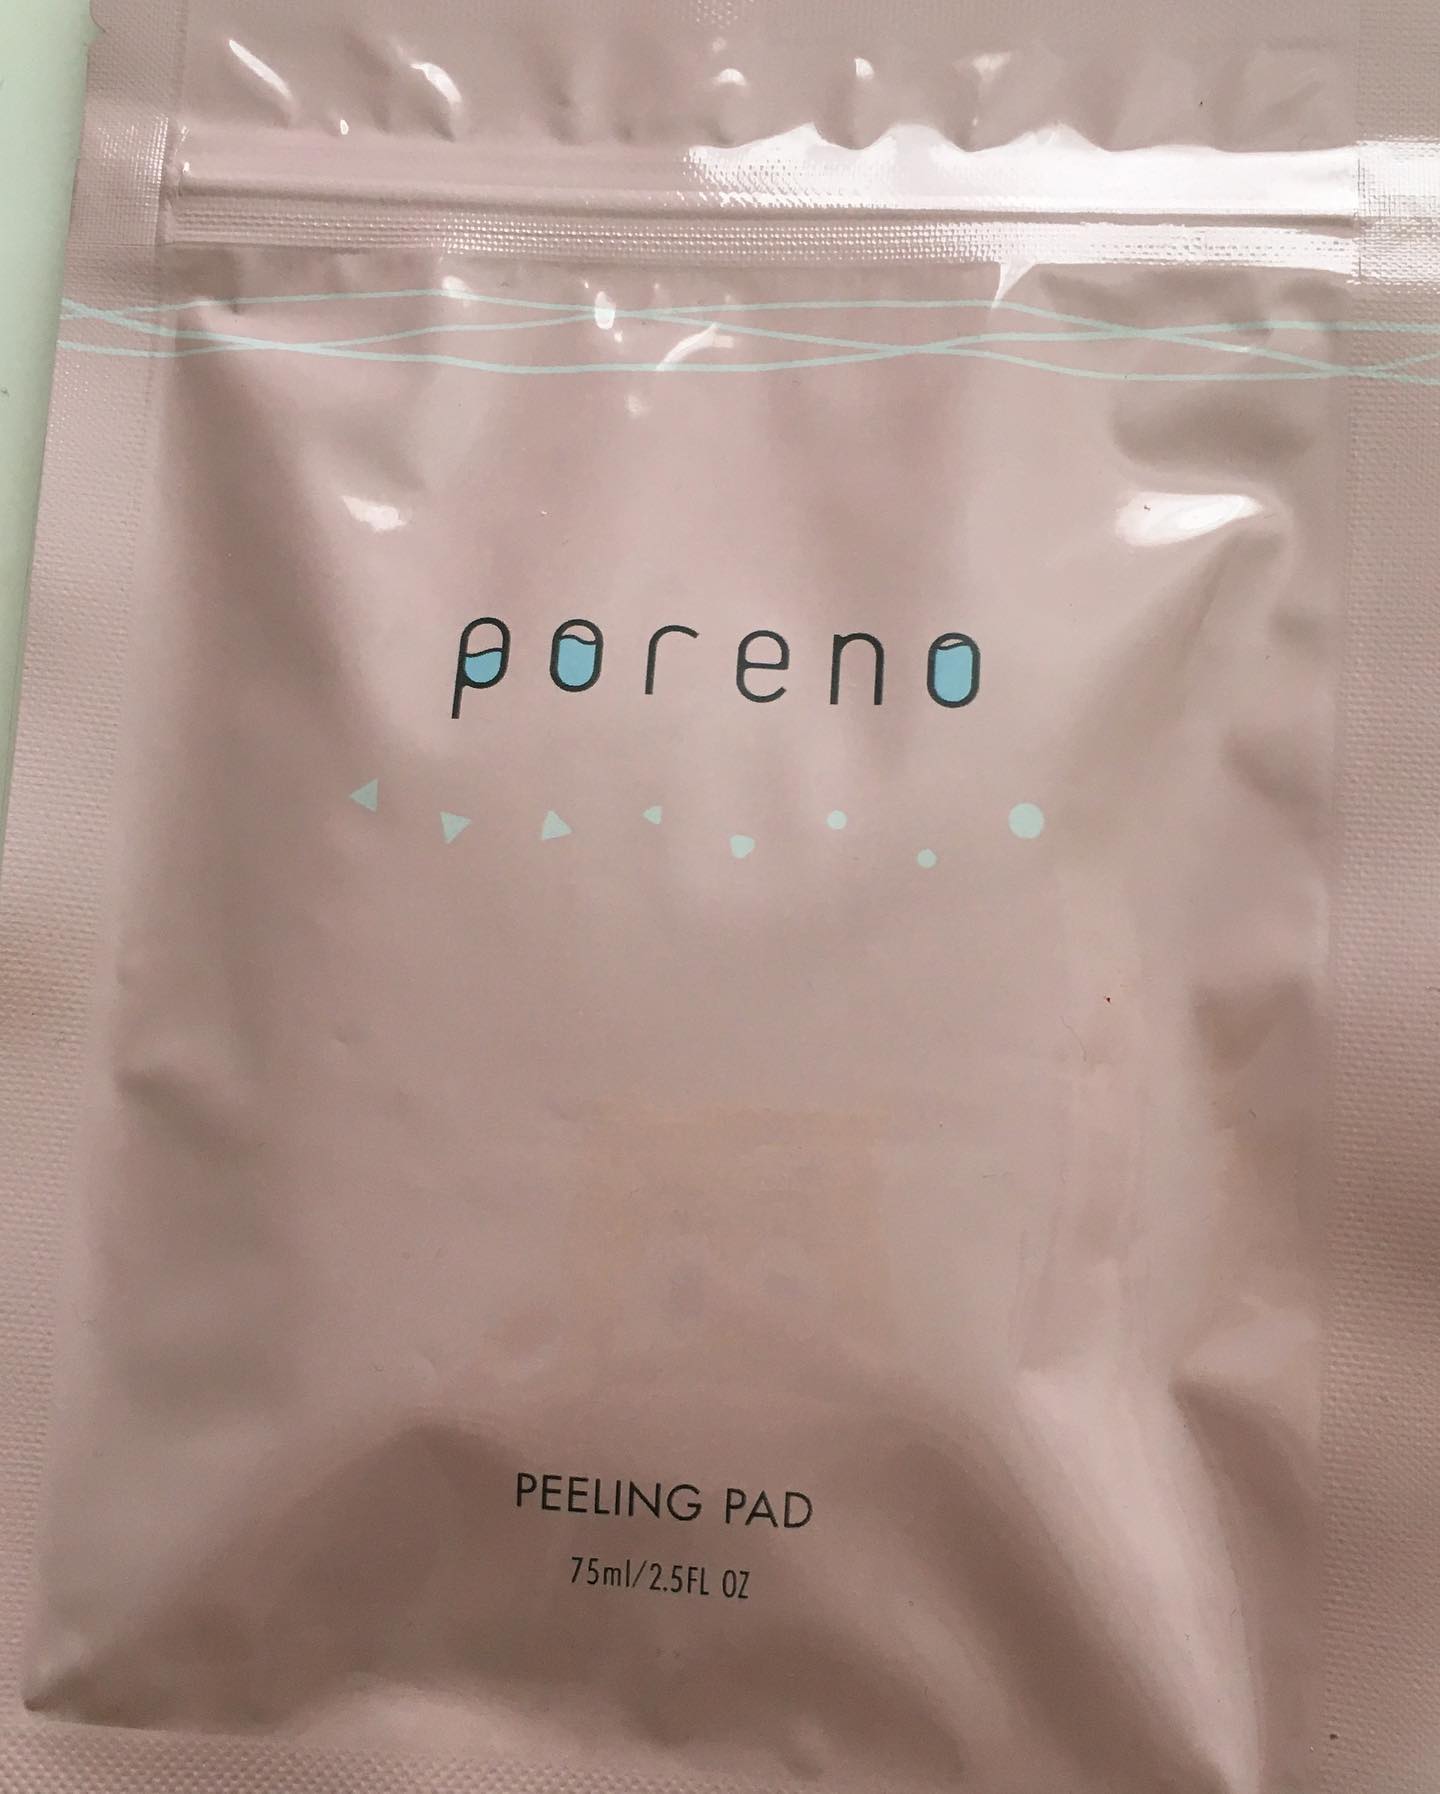 poreno
PEELING PAD
75ml/2.5FL OZ